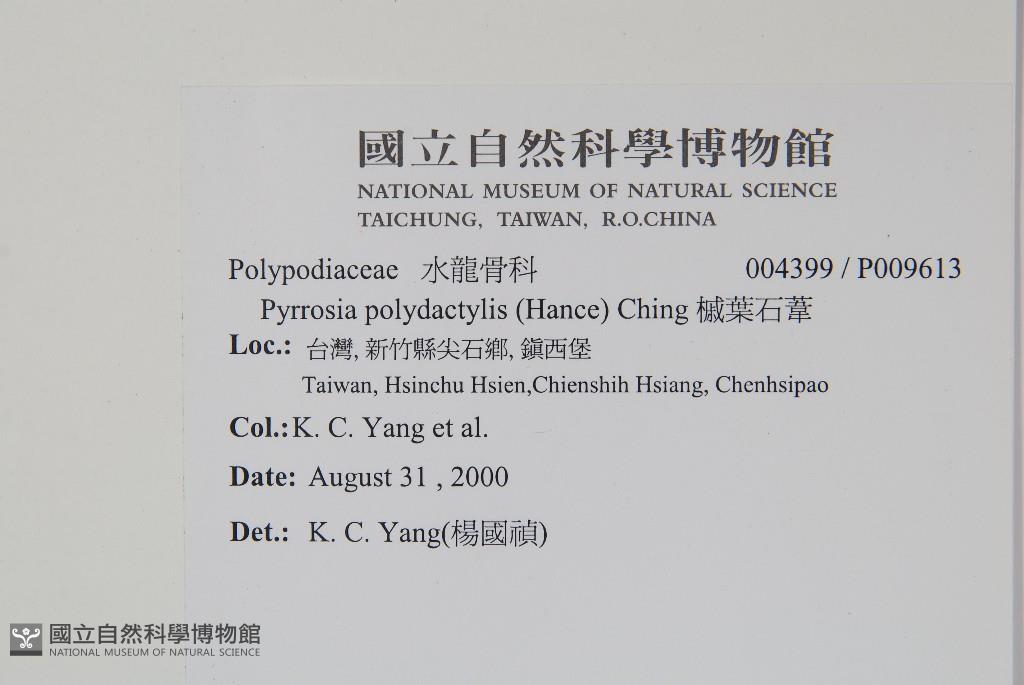 國立自然科學博物館
NATIONAL MUSEUM OF NATURAL SCIENCE
TAICHUNG, TAIWAN, R.O.CHINA
Polypodiaceae 水龍骨科 004399 / P009613
Pyrrosia polydactylis (Hance) Ching 槭葉石葦
Loc.: 台灣, 新竹縣尖石鄉, 鎮西堡
Taiwan, Hsinchu Hsien,Chienshih Hsiang, Chenhsipao
Col.:K. C. Yang et al.
Date: August 31 , 2000
Det.: K. C. Yang(楊國禎)
國立自然科學博物館
NATIONAL MUSEUM OF NATURAL SCIENCE